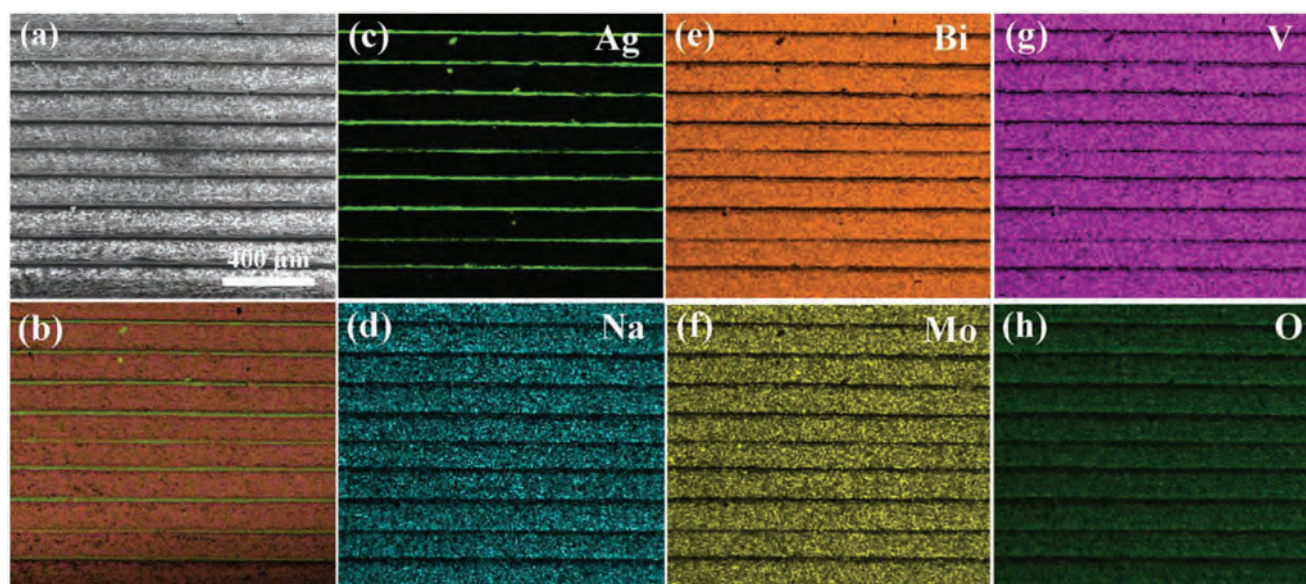 (a)
(c) Ag
(e) Bi
(g) V
400 μm
(b)
(d) Na
(f) Mo
(h) O